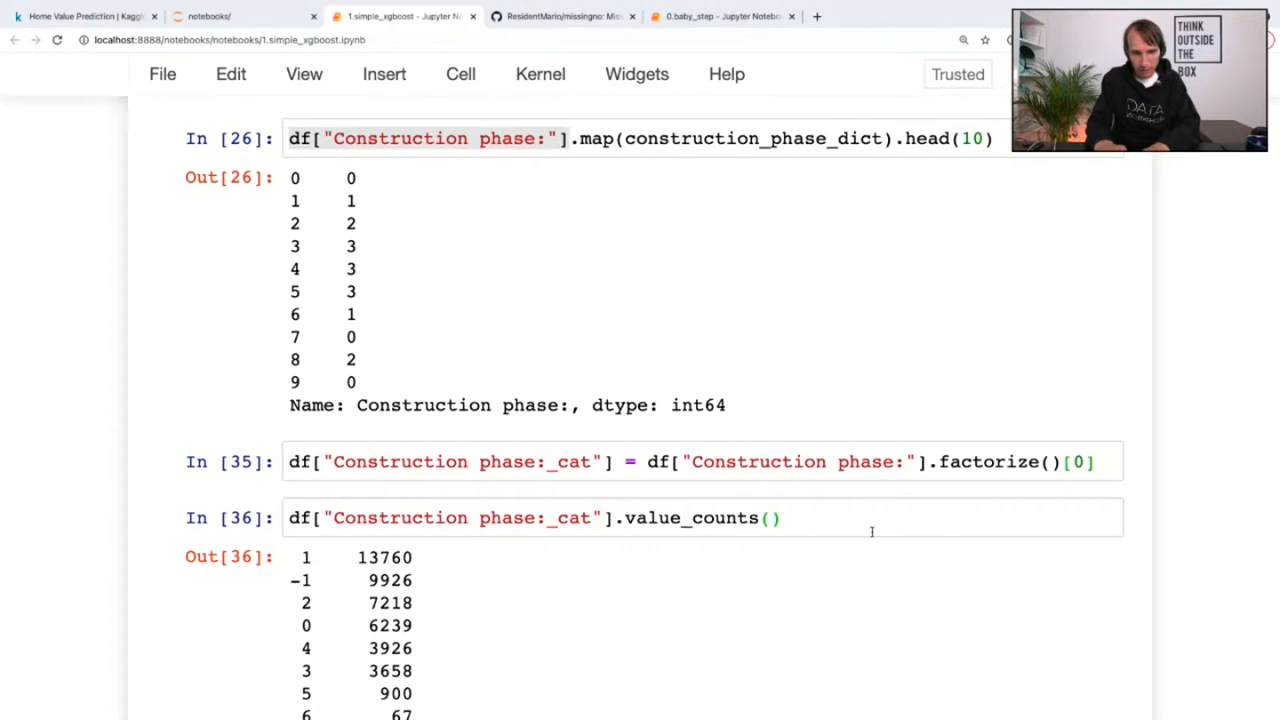 Home Value Prediction | Kaggl
notebooks/
1.simple_xgboost - Jupyter No
ResidentMario/missingno: Mis
0.baby_step - Jupyter Notebo
localhost:8888/notebooks/notebooks/1.simple_xgboost.ipynb
File Edit View Insert Cell Kernel Widgets Help Trusted
THINK
OUTSIDE
THE
BOX
DATA
In [26]: df["Construction phase:"].map(construction_phase_dict).head(10)
Out[26]: 0 0
1 1
2 2
3 3
4 3
5 3
6 1
7 0
8 2
9 0
Name: Construction phase:, dtype: int64
In [35]: df["Construction phase:_cat"] = df["Construction phase:"].factorize()[0]
In [36]: df["Construction phase:_cat"].value_counts()
Out[36]: 1 13760
-1 9926
2 7218
0 6239
4 3926
3 3658
5 900
6 67